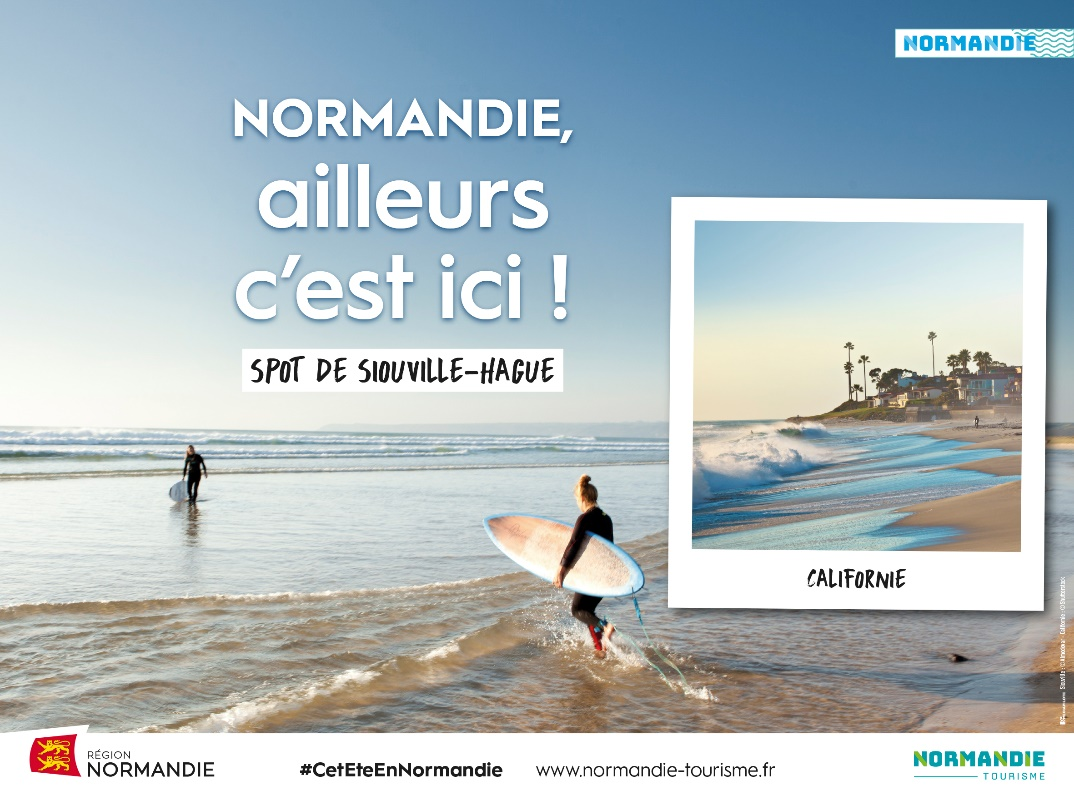 NORMANDIE
NORMANDIE,
ailleurs
c'est ici !
SPOT DE SIOUVILLE-HAGUE
CALIFORNIE
RÉGION
NORMANDIE
#CetEteEnNormandie
www.normandie-tourisme.fr
NORMANDIE
TOURISME